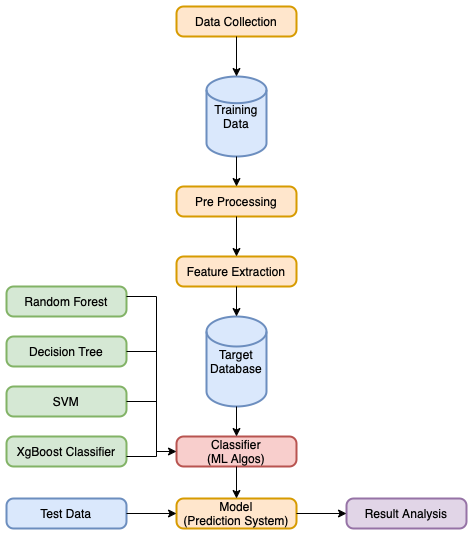 Data Collection
Training
Data
Pre Processing
Feature Extraction
Random Forest
Decision Tree
Target
Database
SVM
XgBoost Classifier
Classifier
(ML Algos)
Test Data
Model
(Prediction System)
Result Analysis